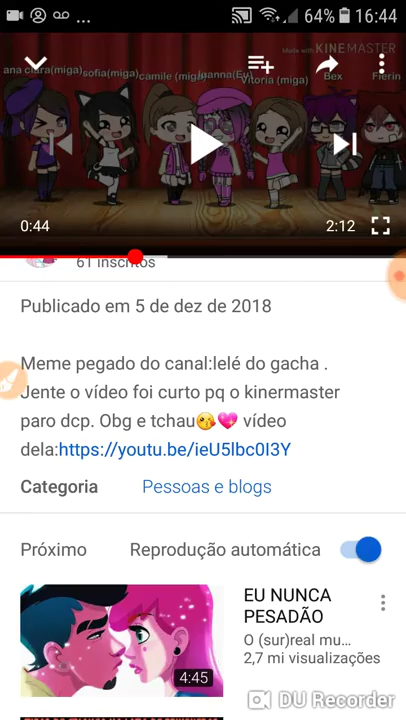 64% 16:44
Made with KINEMASTER
ana clara(miga)
sofia(miga)
camile (miga)
luanna(Eu)
Vitoria (miga)
Bex
Fierin
0:44
2:12
61 inscritos
Publicado em 5 de dez de 2018
Meme pegado do canal:lelé do gacha .
Jente o vídeo foi curto pq o kinermaster
paro dcp. Obg e tchau😘💖 vídeo
dela:https://youtu.be/ieU5lbc0I3Y
Categoria Pessoas e blogs
Próximo Reprodução automática
EU NUNCA
PESADÃO
O (sur)real mu...
2,7 mi visualizações
4:45
DU Recorder